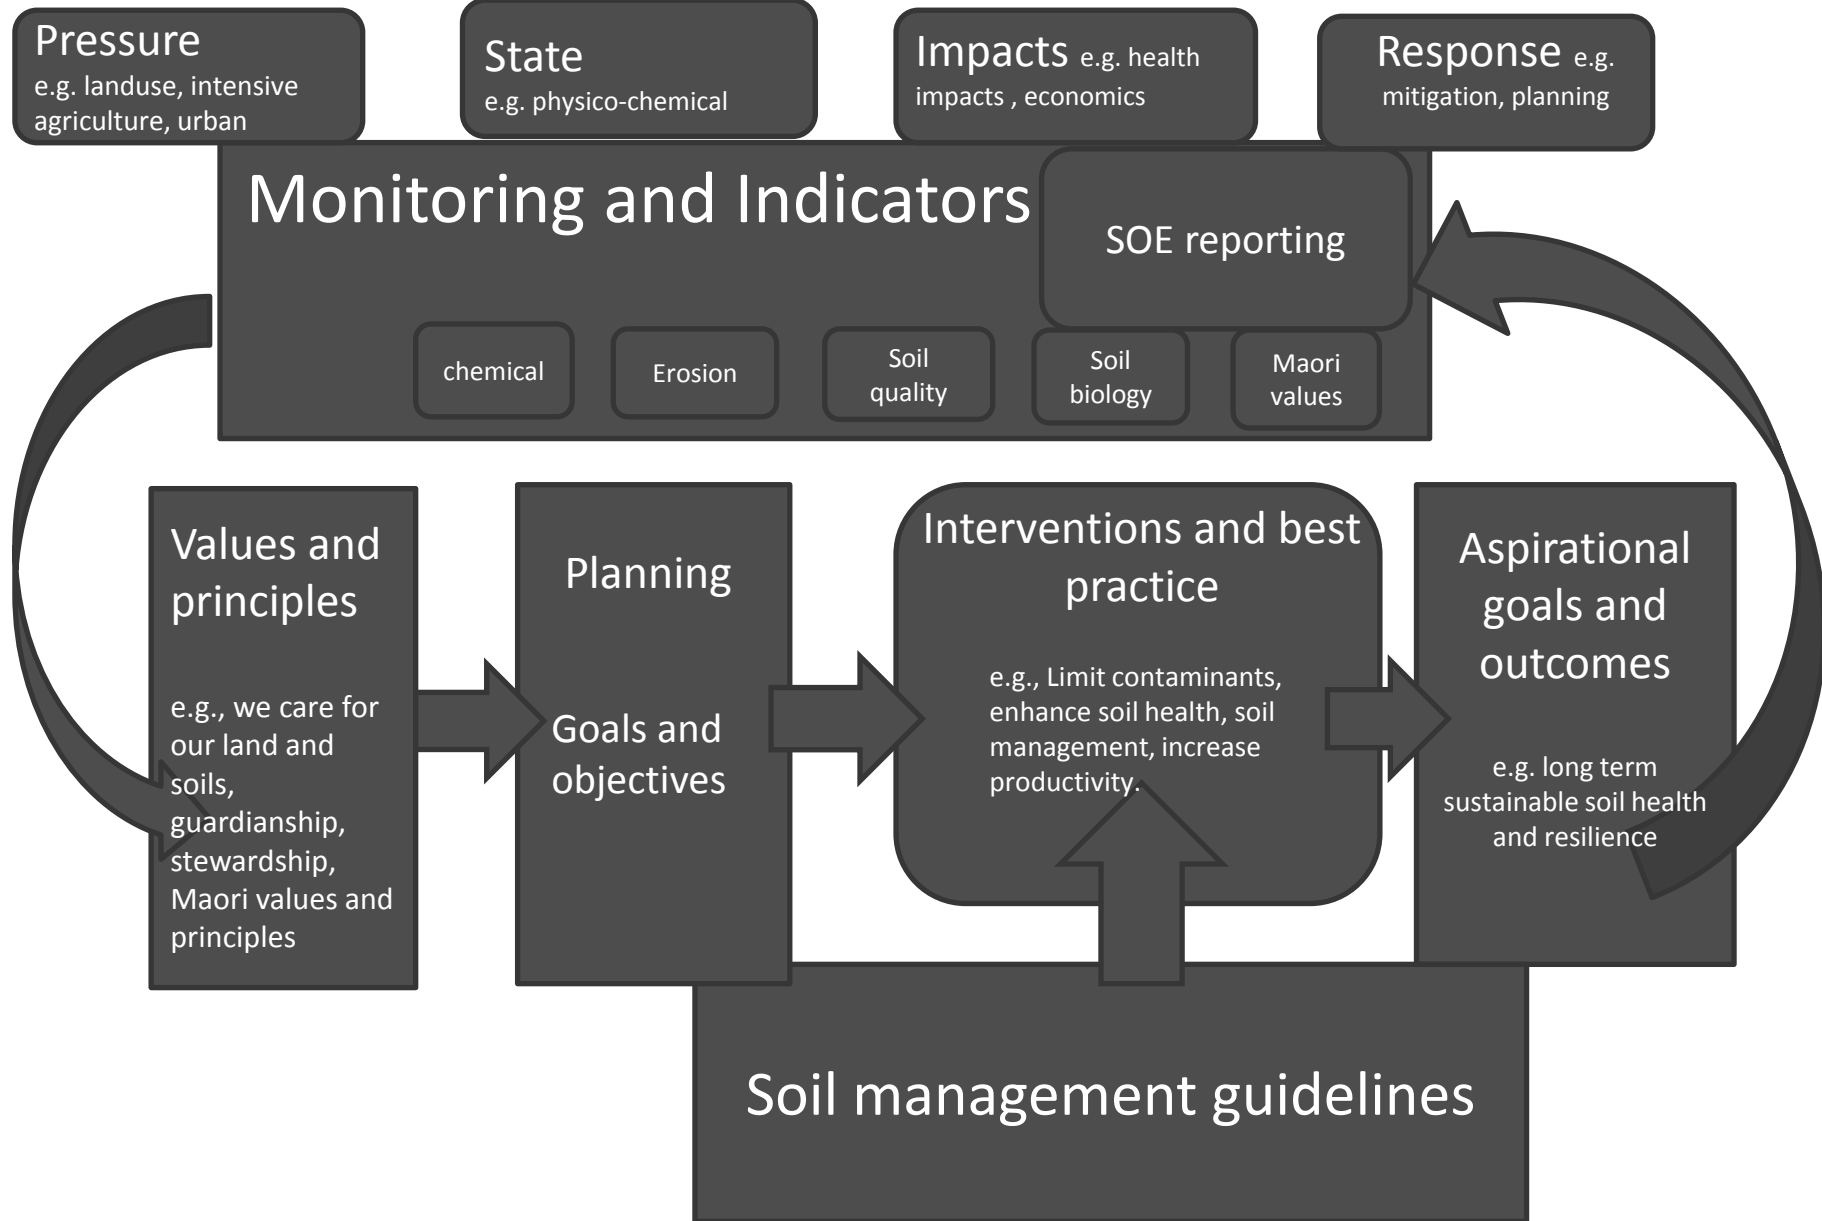 Pressure
e.g. landuse, intensive
agriculture, urban
State
e.g. physico-chemical
Impacts e.g. health
impacts , economics
Response e.g.
mitigation, planning
Monitoring and Indicators
SOE reporting
chemical
Erosion
Soil
quality
Soil
biology
Maori
values
Values and
principles
e.g., we care for
our land and
soils,
guardianship,
stewardship,
Maori values and
principles
Planning
Goals and
objectives
Interventions and best
practice
e.g., Limit contaminants,
enhance soil health, soil
management, increase
productivity.
Aspirational
goals and
outcomes
e.g. long term
sustainable soil health
and resilience
Soil management guidelines